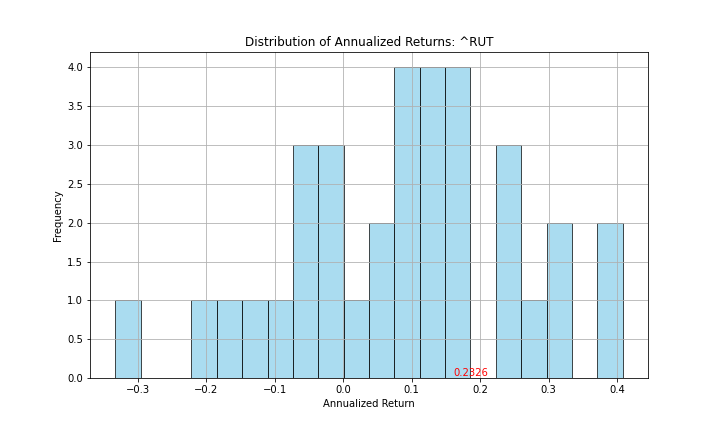 Distribution of Annualized Returns: ^RUT
4.0
3.5
3.0
2.5
2.0
1.5
1.0
0.5
0.0
Frequency
0.2326
−0.3 −0.2 −0.1 0.0 0.1 0.2 0.3 0.4
Annualized Return